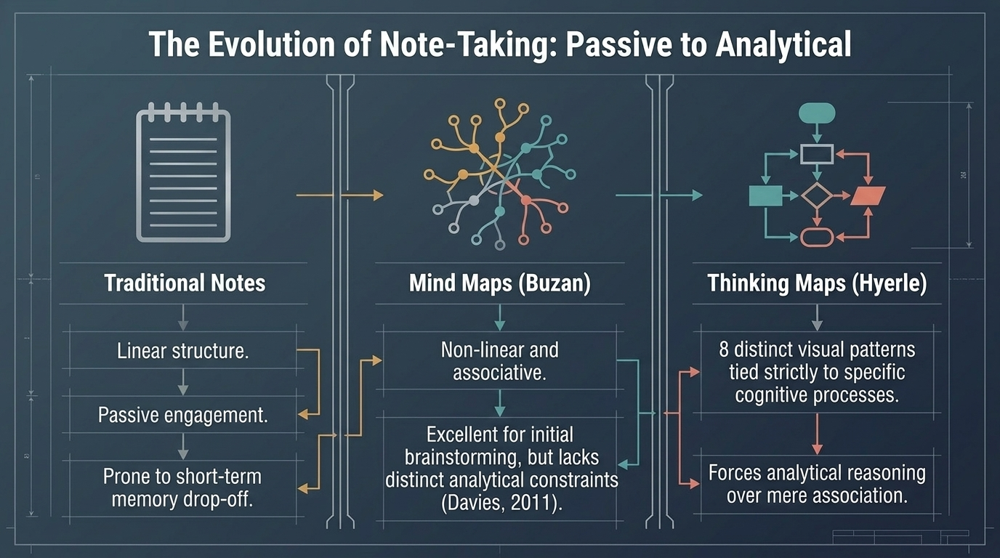 The Evolution of Note-Taking: Passive to Analytical
Traditional Notes
Linear structure.
Passive engagement.
Prone to short-term
memory drop-off.
Mind Maps (Buzan)
Non-linear and
associative.
Excellent for initial
brainstorming, but lacks
distinct analytical constraints
(Davies, 2011).
Thinking Maps (Hyerle)
8 distinct visual patterns
tied strictly to specific
cognitive processes.
Forces analytical reasoning
over mere association.